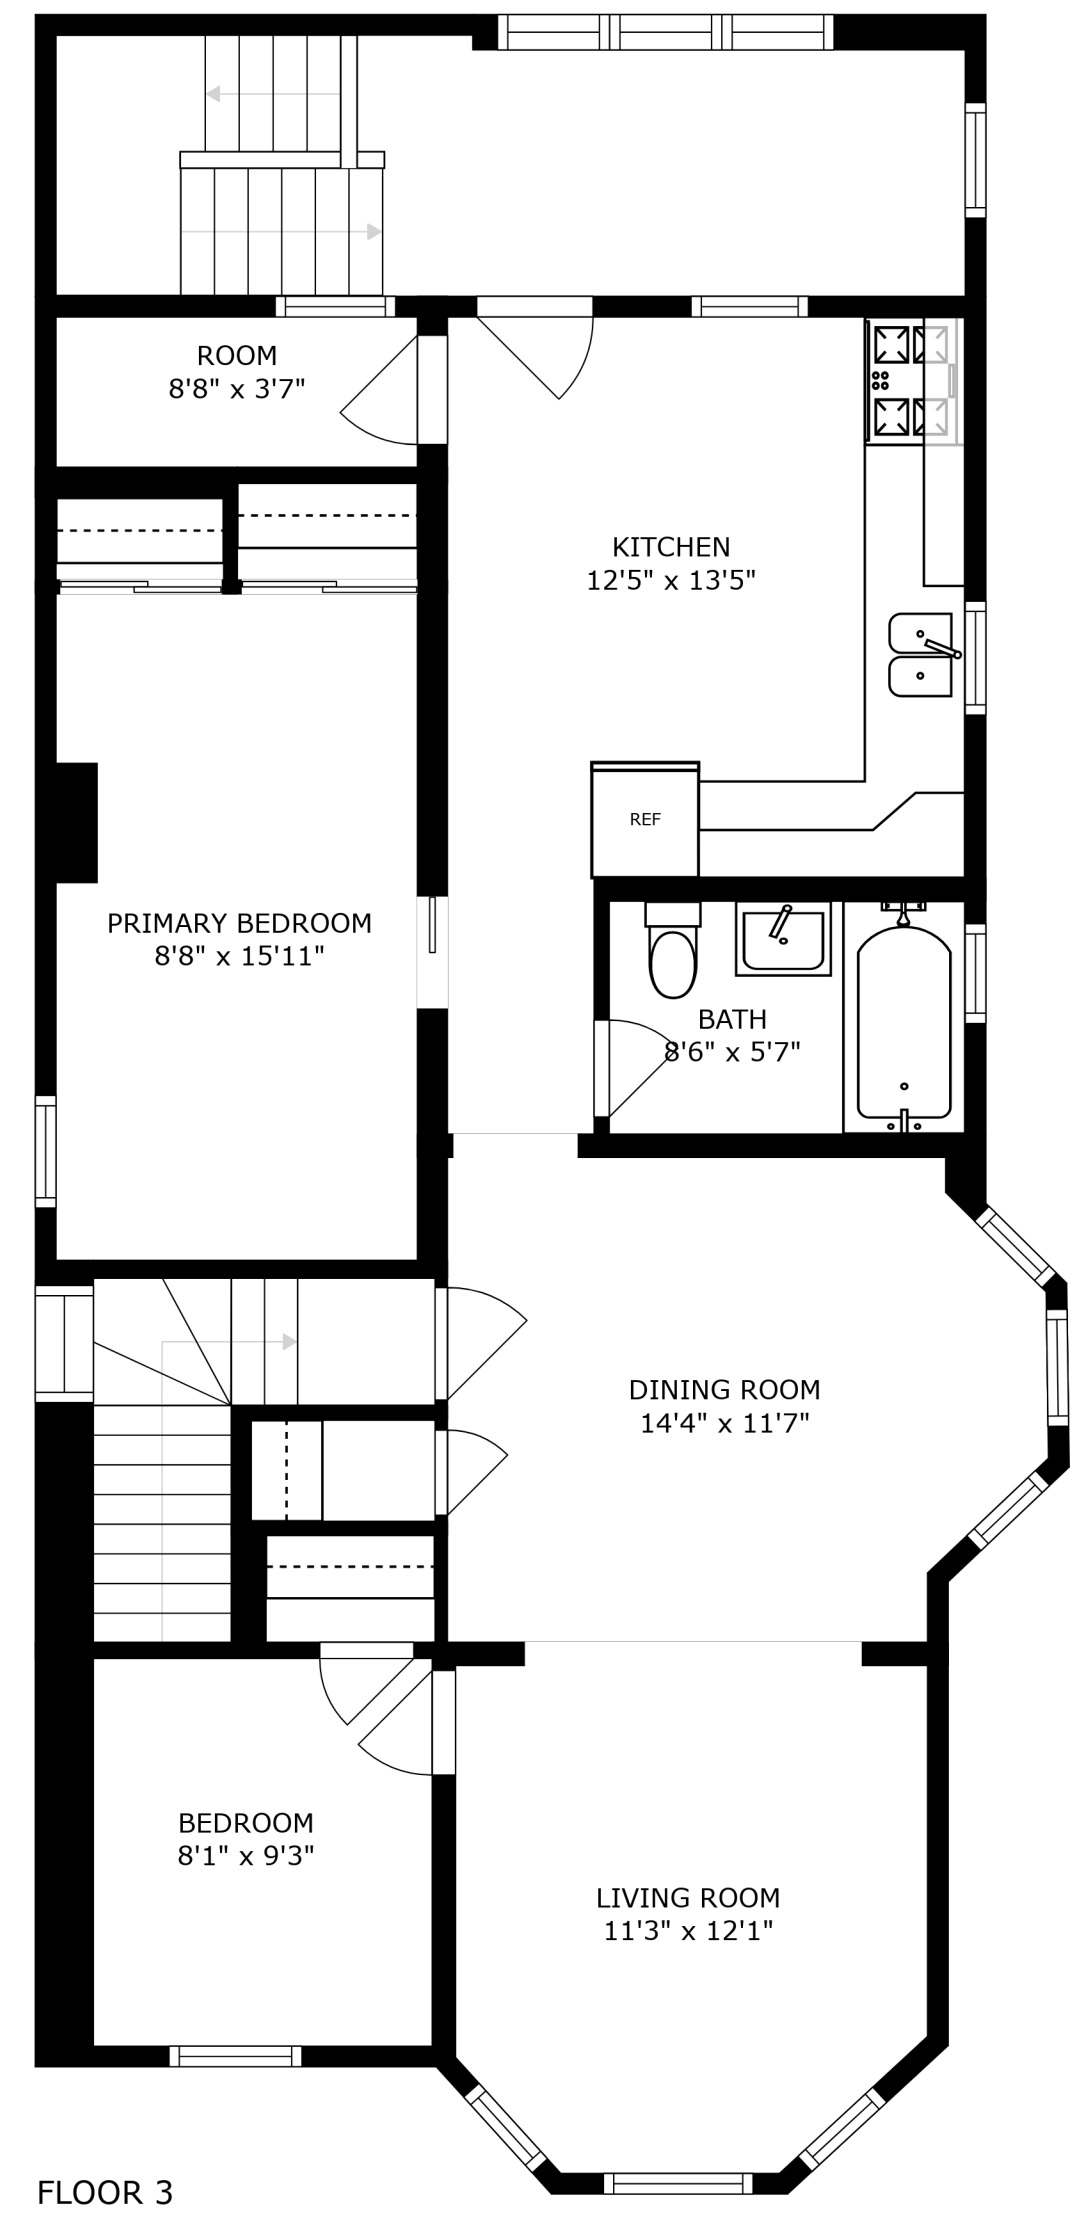 ROOM
8'8" x 3'7"
KITCHEN
12'5" x 13'5"
REF
PRIMARY BEDROOM
8'8" x 15'11"
BATH
8'6" x 5'7"
DINING ROOM
14'4" x 11'7"
BEDROOM
8'1" x 9'3"
LIVING ROOM
11'3" x 12'1"
FLOOR 3